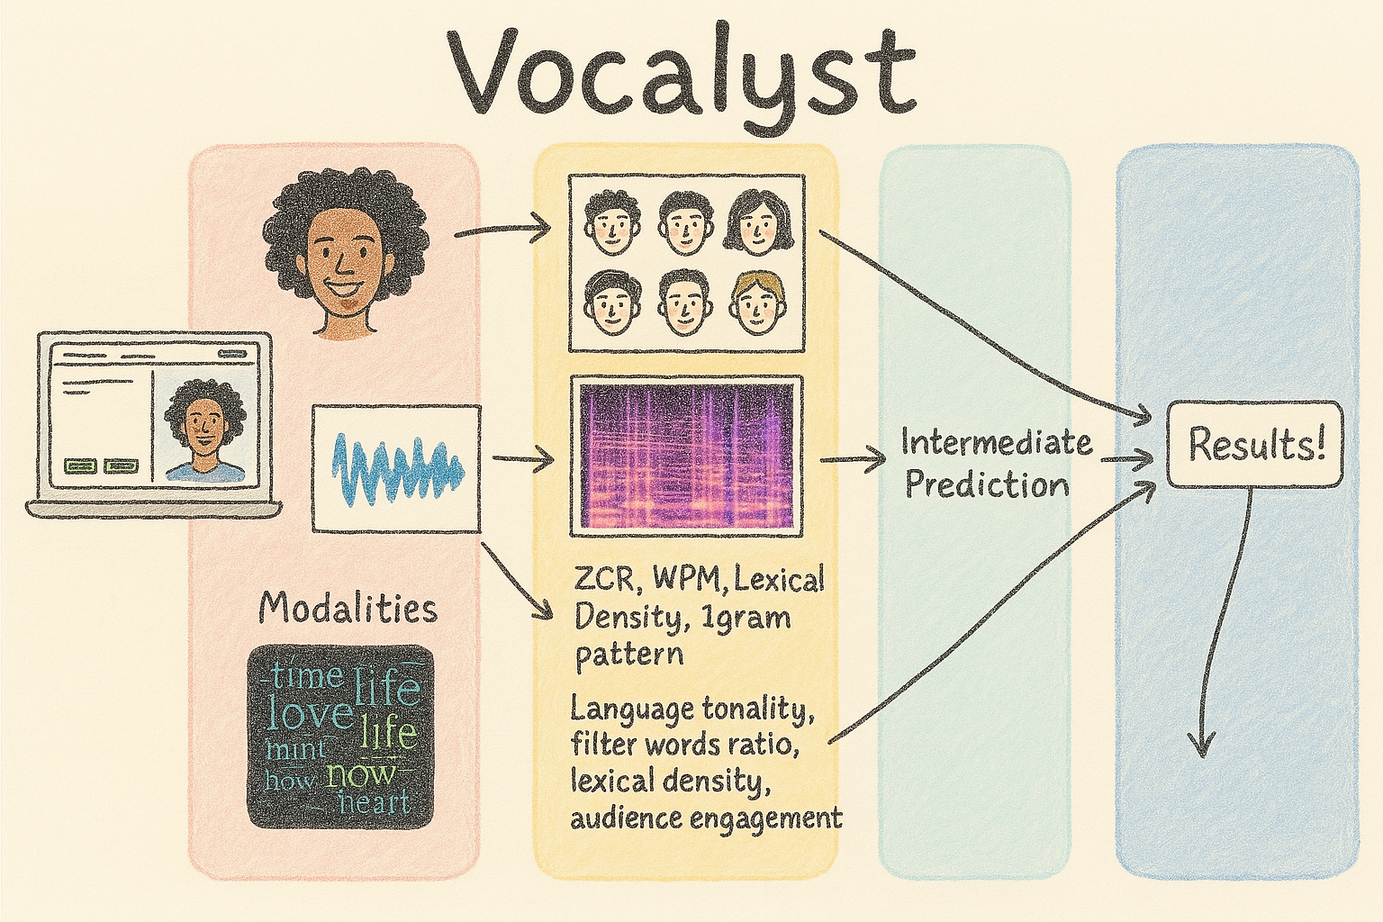 Vocalyst
Modalities
time life
love life
mint
how now
heart
ZCR, WPM, Lexical
Density, 1gram
pattern
Language tonality,
filter words ratio,
lexical density,
audience engagement
Intermediate
Prediction
Results!